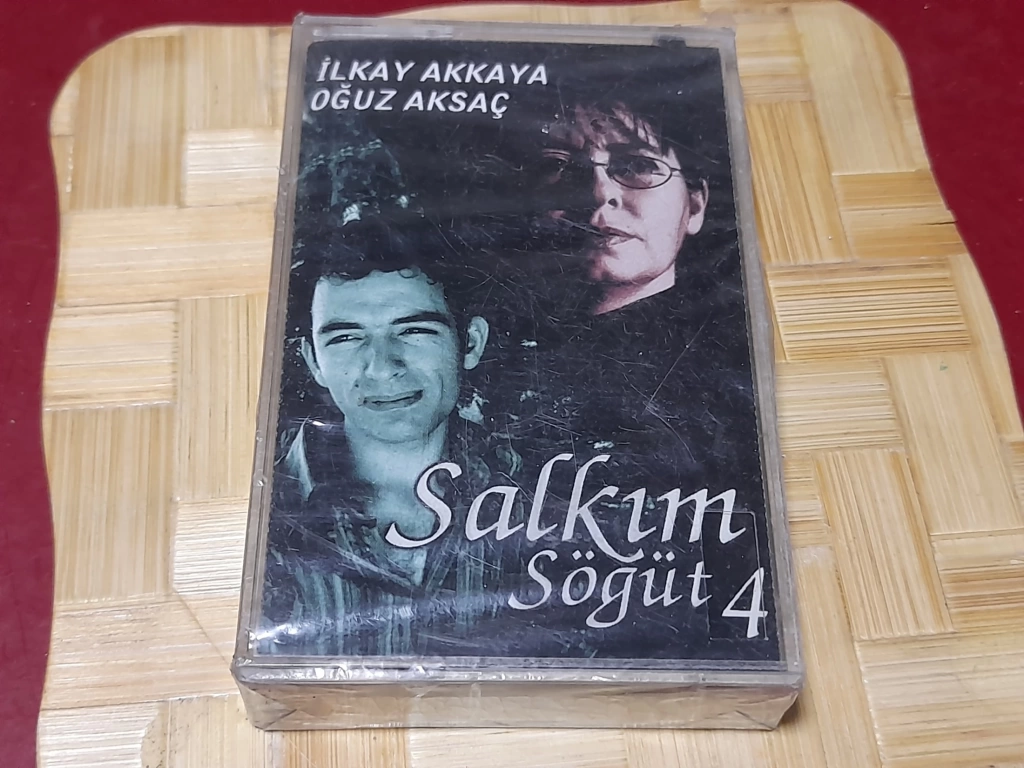 İLKAY AKKAYA
OĞUZ AKSAÇ
Salkım
Söğüt 4